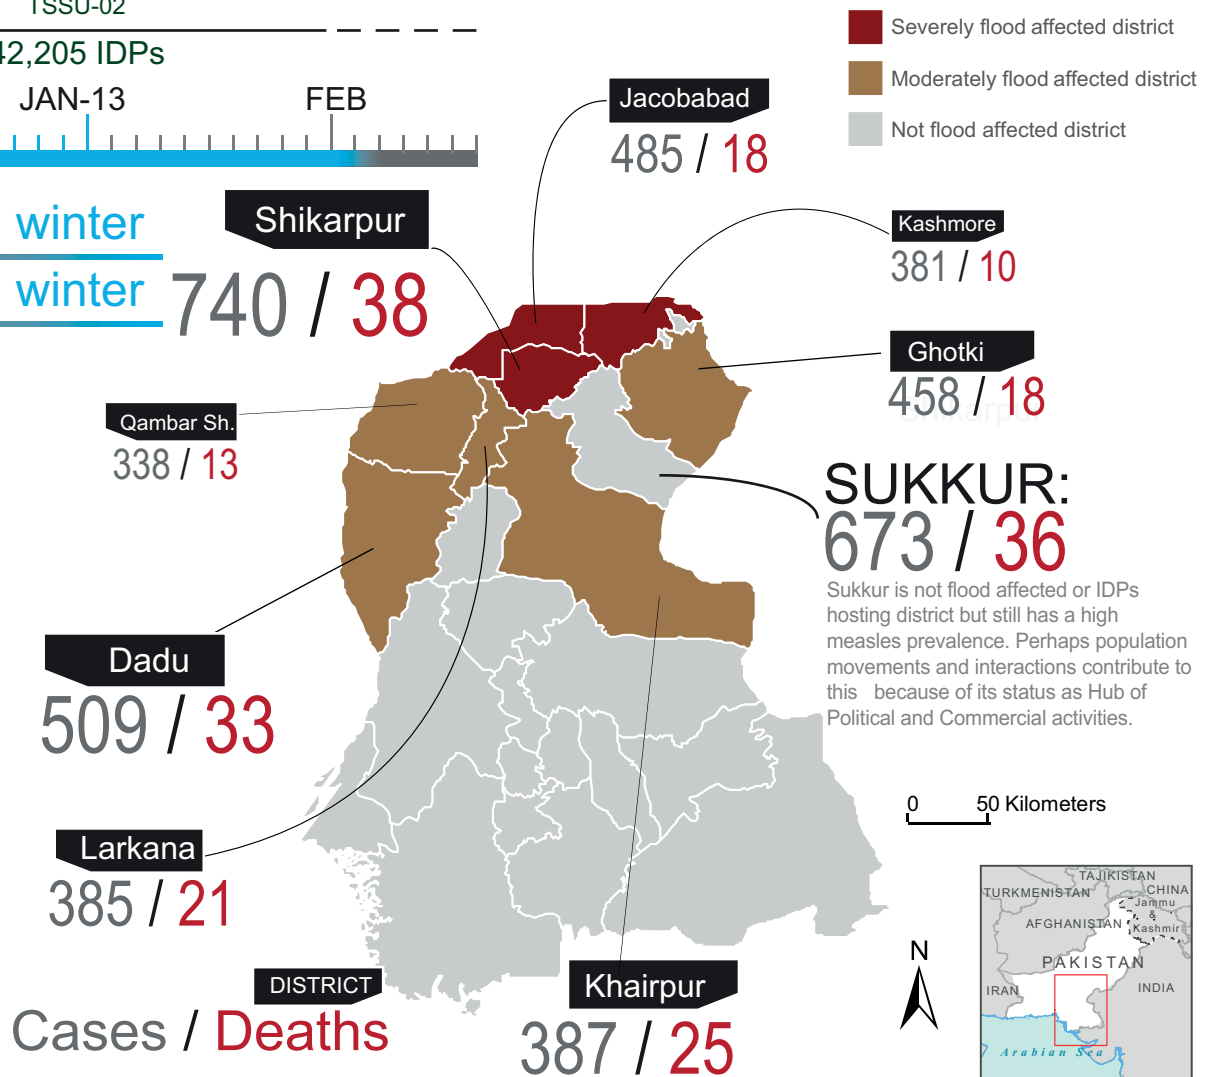 TSSU-02
42,205 IDPs
JAN-13
FEB
winter
winter
Severely flood affected district
Moderately flood affected district
Not flood affected district
Jacobabad
485 / 18
Shikarpur
740 / 38
Kashmore
381 / 10
Ghotki
458 / 18
Shikarpur
Qambar Sh.
338 / 13
SUKKUR:
673 / 36
Sukkur is not flood affected or IDPs
hosting district but still has a high
measles prevalence. Perhaps population
movements and interactions contribute to
this because of its status as Hub of
Political and Commercial activities.
Dadu
509 / 33
Larkana
385 / 21
Khairpur
387 / 25
DISTRICT
Cases / Deaths
0 50 Kilometers
N
TAJIKISTAN
TURKMENISTAN
CHINA
Jammu
&
Kashmir
AFGHANISTAN
PAKISTAN
IRAN
INDIA
Arabian Sea